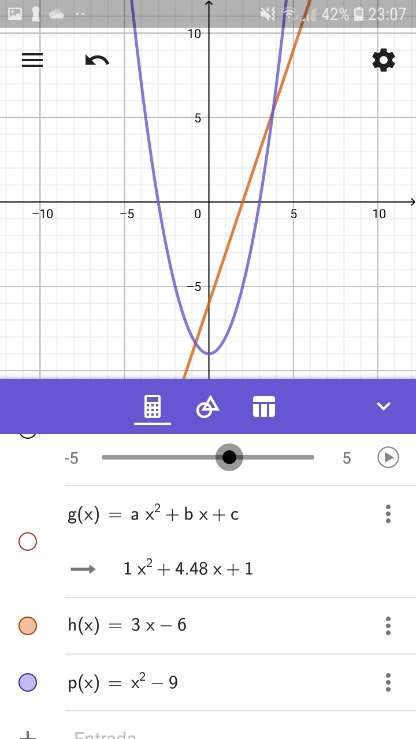 42% 23:07
10
5
−10 −5 0 5 10
−5
-5 5
g(x) = a x² + b x + c
→ 1 x² + 4.48 x + 1
h(x) = 3 x − 6
p(x) = x² − 9
+ Entrada